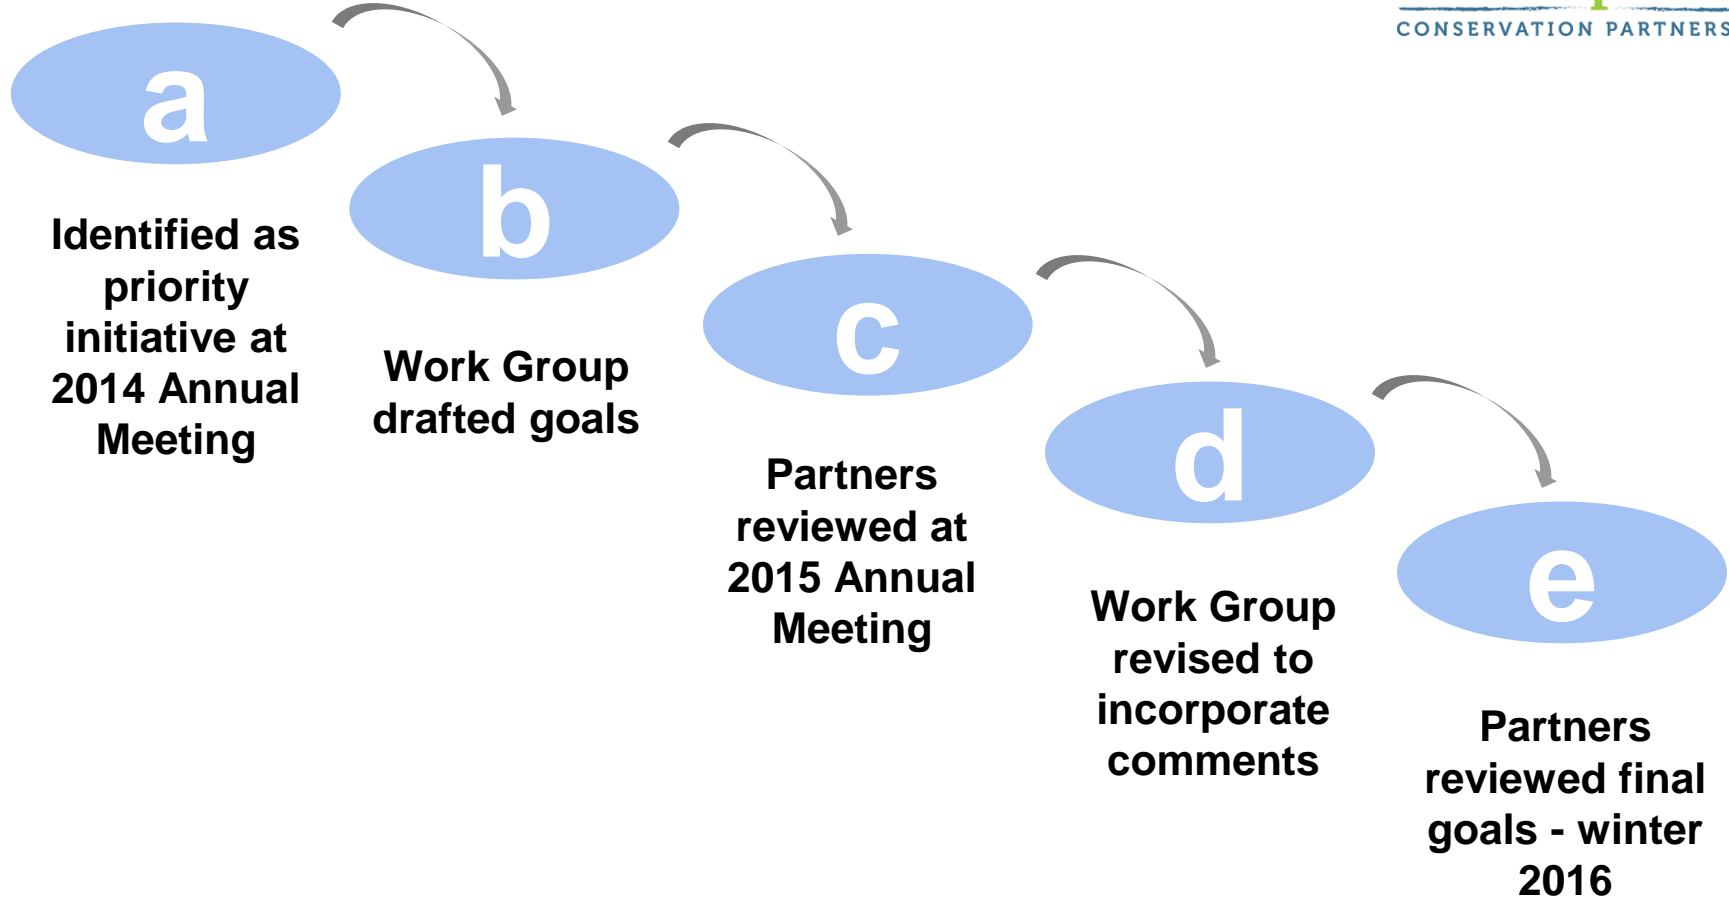 CONSERVATION PARTNERS
a
Identified as
priority
initiative at
2014 Annual
Meeting
b
Work Group
drafted goals
c
Partners
reviewed at
2015 Annual
Meeting
d
Work Group
revised to
incorporate
comments
e
Partners
reviewed final
goals - winter
2016